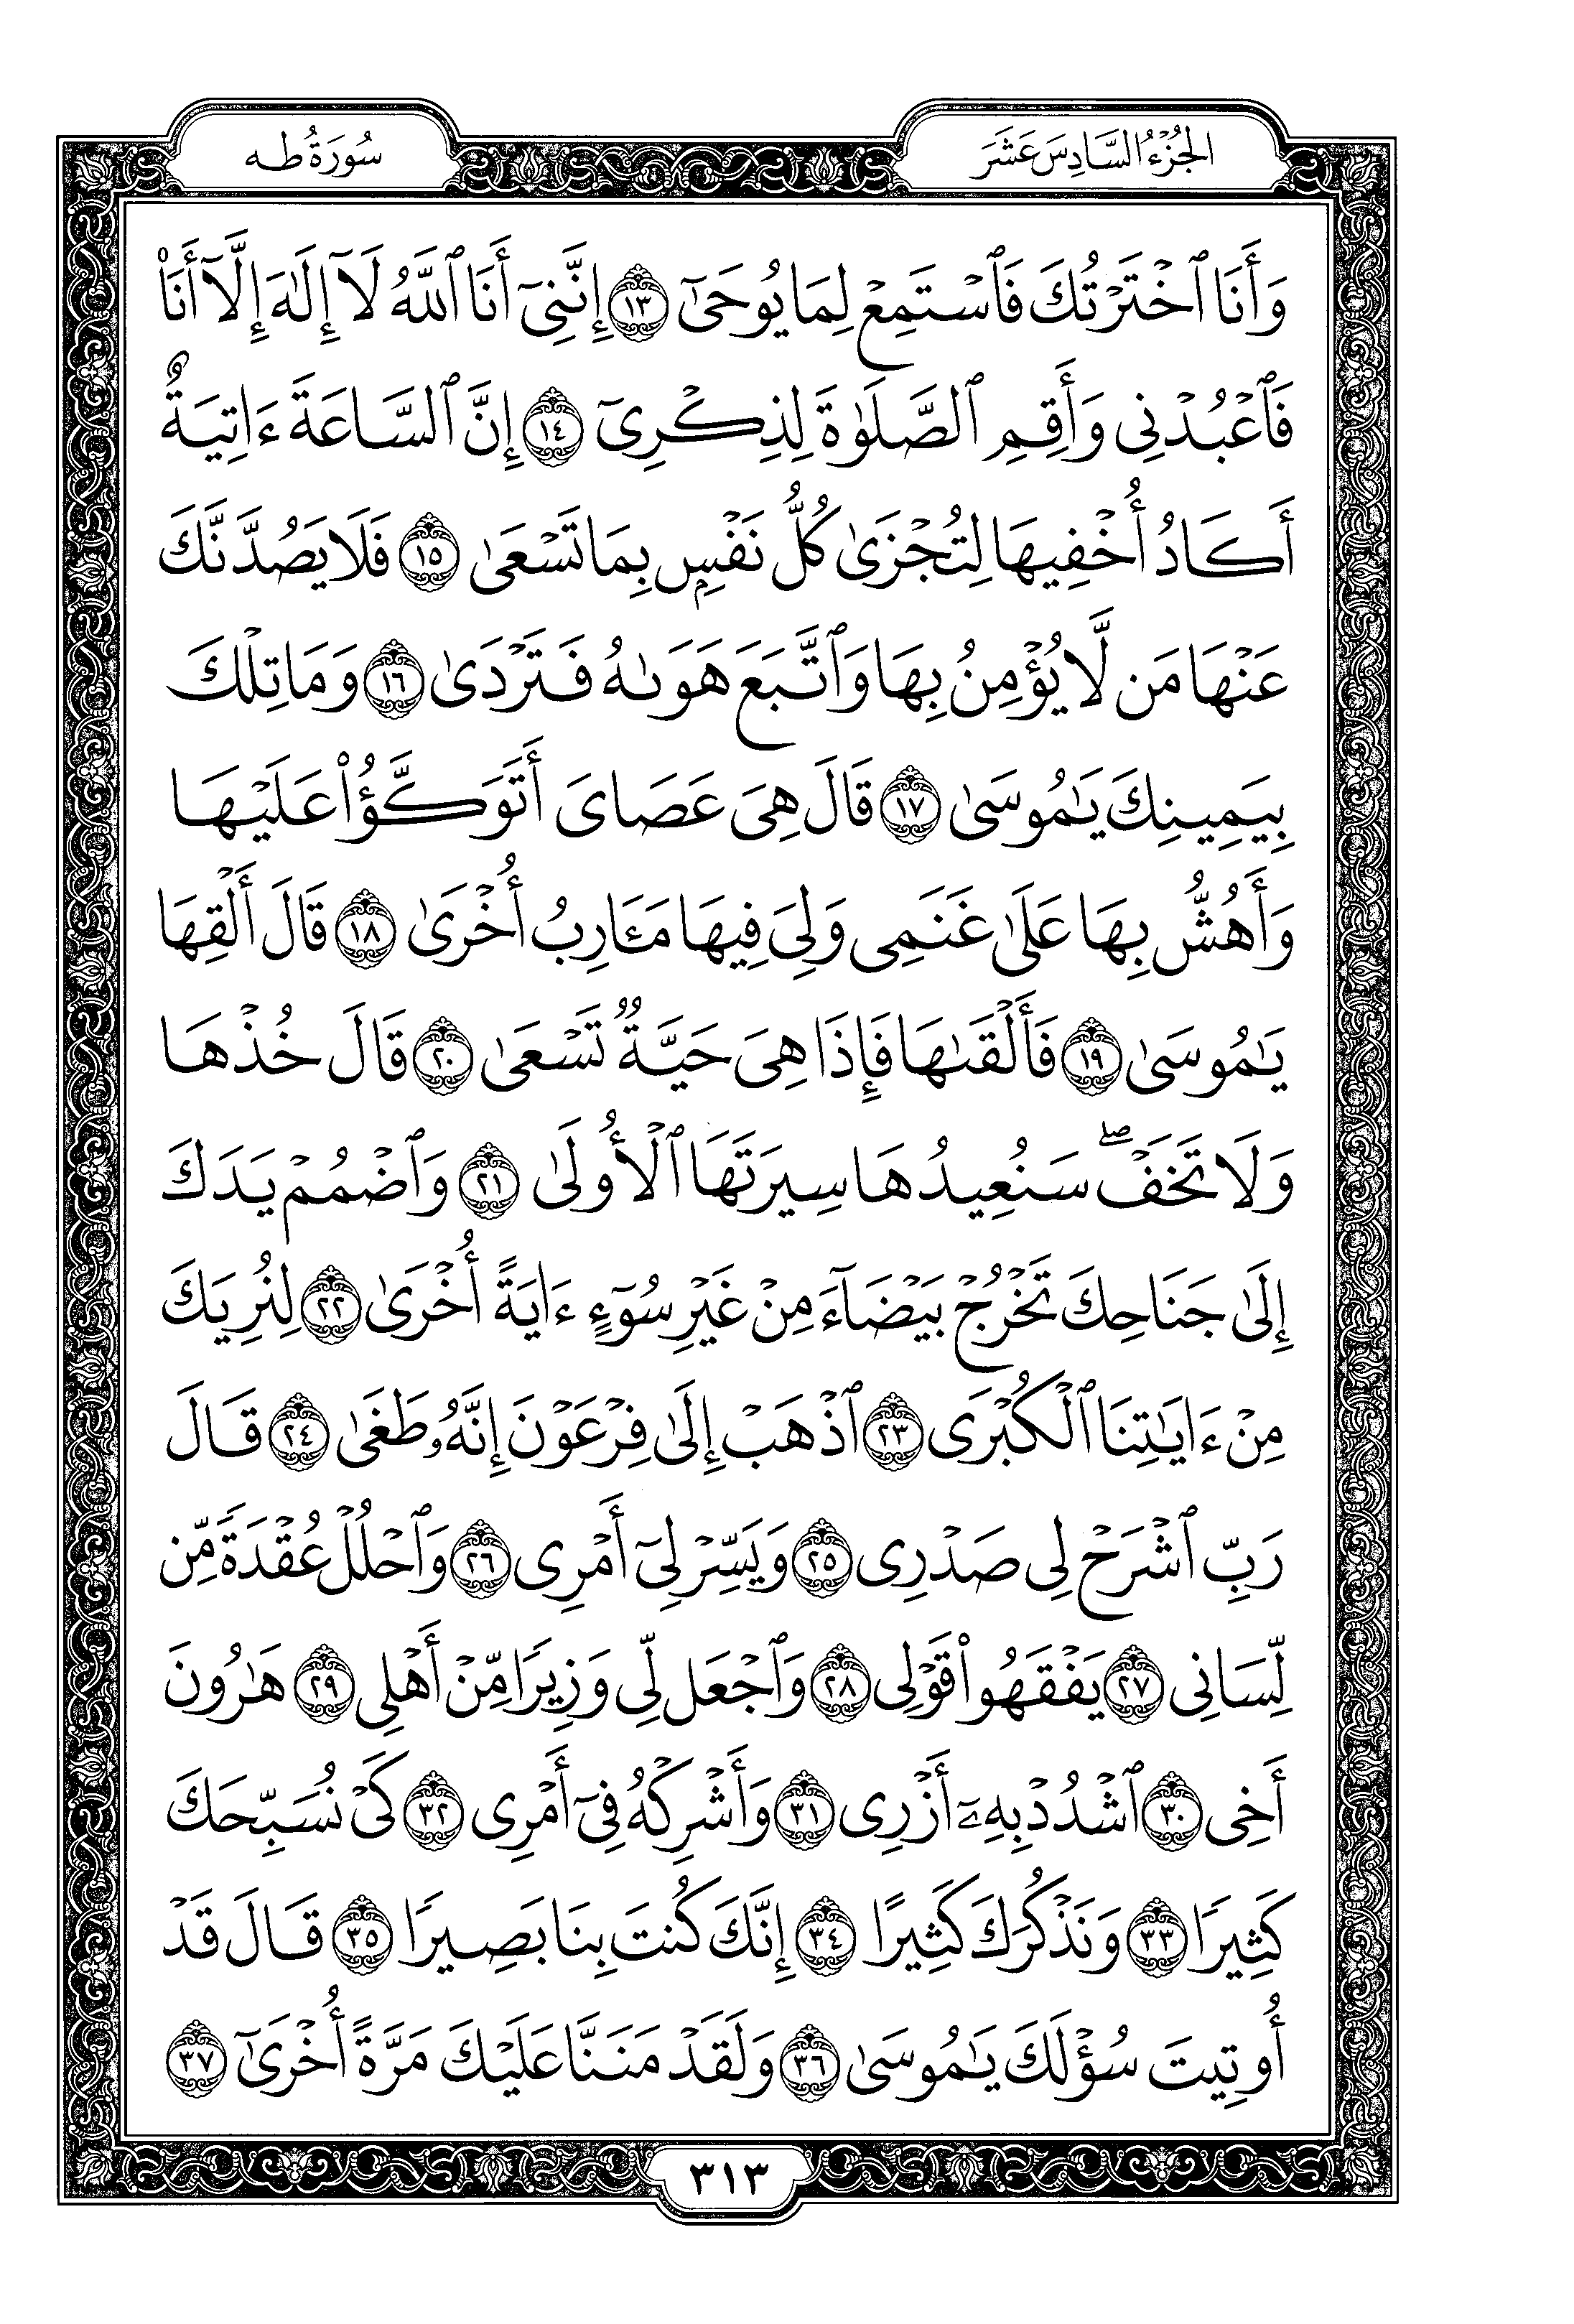 الجُزْءُ السَّادِسَ عَشَرَ
سُورَةُ طه
وَأَنَا ٱخْتَرْتُكَ فَٱسْتَمِعْ لِمَا يُوحَىٰٓ ١٣ إِنَّنِىٓ أَنَا ٱللَّهُ لَآ إِلَٰهَ إِلَّآ أَنَا۠
فَٱعْبُدْنِى وَأَقِمِ ٱلصَّلَوٰةَ لِذِكْرِىٓ ١٤ إِنَّ ٱلسَّاعَةَ ءَاتِيَةٌ
أَكَادُ أُخْفِيهَا لِتُجْزَىٰ كُلُّ نَفْسٍۭ بِمَا تَسْعَىٰ ١٥ فَلَا يَصُدَّنَّكَ
عَنْهَا مَن لَّا يُؤْمِنُ بِهَا وَٱتَّبَعَ هَوَىٰهُ فَتَرْدَىٰ ١٦ وَمَا تِلْكَ
بِيَمِينِكَ يَٰمُوسَىٰ ١٧ قَالَ هِىَ عَصَاىَ أَتَوَكَّؤُا۟ عَلَيْهَا
وَأَهُشُّ بِهَا عَلَىٰ غَنَمِى وَلِىَ فِيهَا مَـَٔارِبُ أُخْرَىٰ ١٨ قَالَ أَلْقِهَا
يَٰمُوسَىٰ ١٩ فَأَلْقَىٰهَا فَإِذَا هِىَ حَيَّةٌ تَسْعَىٰ ٢٠ قَالَ خُذْهَا
وَلَا تَخَفْ ۖ سَنُعِيدُهَا سِيرَتَهَا ٱلْأُولَىٰ ٢١ وَٱضْمُمْ يَدَكَ
إِلَىٰ جَنَاحِكَ تَخْرُجْ بَيْضَآءَ مِنْ غَيْرِ سُوٓءٍ ءَايَةً أُخْرَىٰ ٢٢ لِنُرِيَكَ
مِنْ ءَايَٰتِنَا ٱلْكُبْرَى ٢٣ ٱذْهَبْ إِلَىٰ فِرْعَوْنَ إِنَّهُۥ طَغَىٰ ٢٤ قَالَ
رَبِّ ٱشْرَحْ لِى صَدْرِى ٢٥ وَيَسِّرْ لِىٓ أَمْرِى ٢٦ وَٱحْلُلْ عُقْدَةً مِّن
لِّسَانِى ٢٧ يَفْقَهُوا۟ قَوْلِى ٢٨ وَٱجْعَل لِّى وَزِيرًا مِّنْ أَهْلِى ٢٩ هَٰرُونَ
أَخِى ٣٠ ٱشْدُدْ بِهِۦٓ أَزْرِى ٣١ وَأَشْرِكْهُ فِىٓ أَمْرِى ٣٢ كَىْ نُسَبِّحَكَ
كَثِيرًا ٣٣ وَنَذْكُرَكَ كَثِيرًا ٣٤ إِنَّكَ كُنتَ بِنَا بَصِيرًا ٣٥ قَالَ قَدْ
أُوتِيتَ سُؤْلَكَ يَٰمُوسَىٰ ٣٦ وَلَقَدْ مَنَنَّا عَلَيْكَ مَرَّةً أُخْرَىٰٓ ٣٧
٣١٣